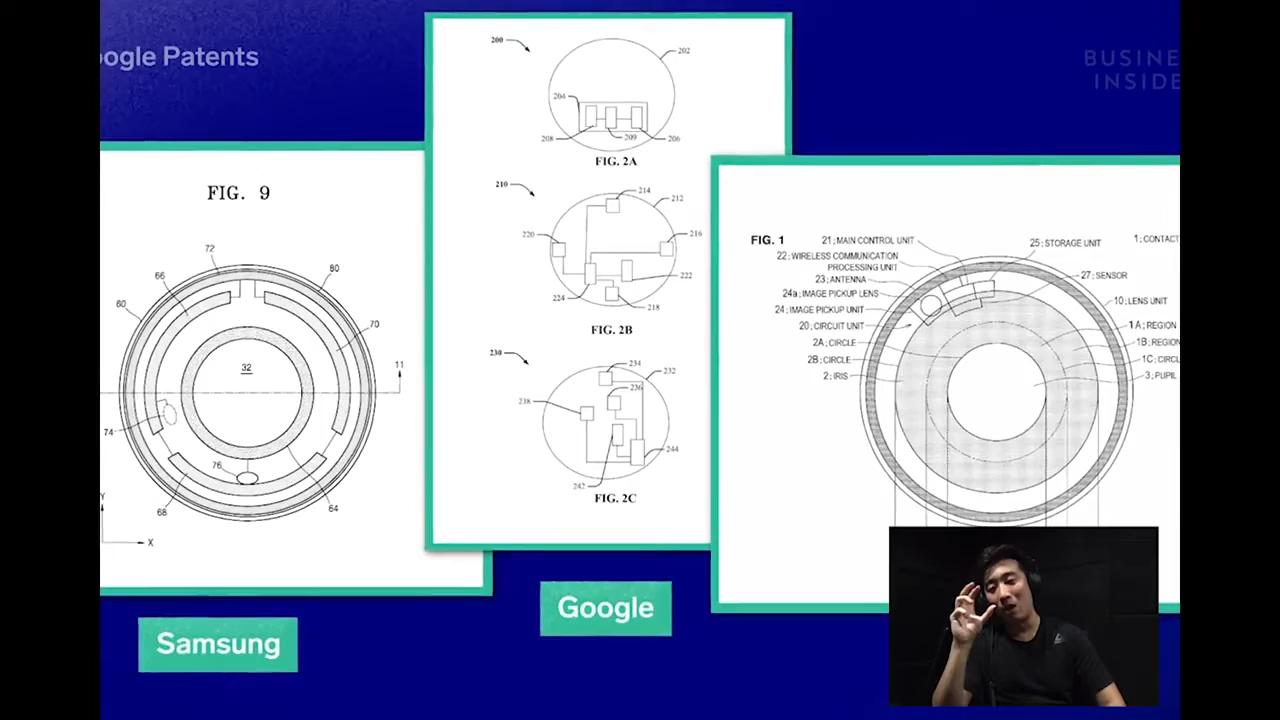 oogle Patents
BUSINE
INSIDE
FIG. 9
72
66
80
60
70
32
11
74
76
68
64
Y
X
Samsung
200
202
204
208
209
206
FIG. 2A
210
214
212
220
216
222
224
218
FIG. 2B
230
234
232
236
238
244
242
FIG. 2C
Google
FIG. 1
21; MAIN CONTROL UNIT
25; STORAGE UNIT
1; CONTACT
22; WIRELESS COMMUNICATION
PROCESSING UNIT
27; SENSOR
23; ANTENNA
24a; IMAGE PICKUP LENS
10; LENS UNIT
24; IMAGE PICKUP UNIT
20; CIRCUIT UNIT
1A; REGION
2A; CIRCLE
1B; REGION
2B; CIRCLE
1C; CIRCL
2; IRIS
3; PUPIL